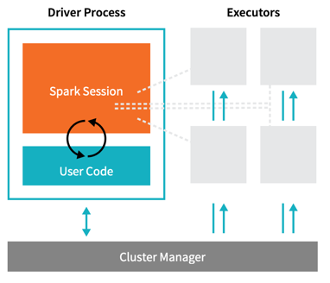 Driver Process
Executors
Spark Session
User Code
Cluster Manager